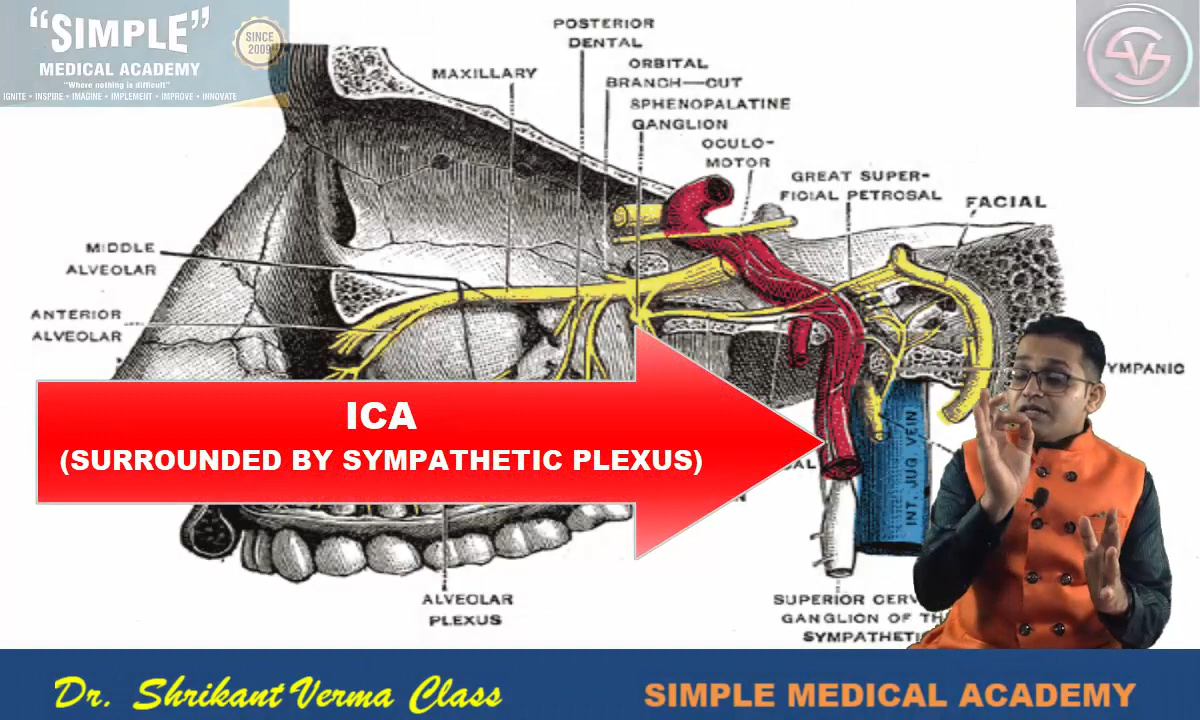 “SIMPLE”
MEDICAL ACADEMY
"Where nothing is difficult"
IGNITE • INSPIRE • IMAGINE • IMPLEMENT • IMPROVE • INNOVATE
SINCE
2009
SVG
POSTERIOR
DENTAL
MAXILLARY
ORBITAL
BRANCH—CUT
SPHENOPALATINE
GANGLION
OCULO-
MOTOR
GREAT SUPER-
FICIAL PETROSAL
FACIAL
MIDDLE
ALVEOLAR
ANTERIOR
ALVEOLAR
YMPANIC
ICA
(SURROUNDED BY SYMPATHETIC PLEXUS)
INT. JUG. VEIN
ALVEOLAR
PLEXUS
SUPERIOR CERV
GANGLION OF TH
SYMPATHETI
Dr. Shrikant Verma Class
SIMPLE MEDICAL ACADEMY